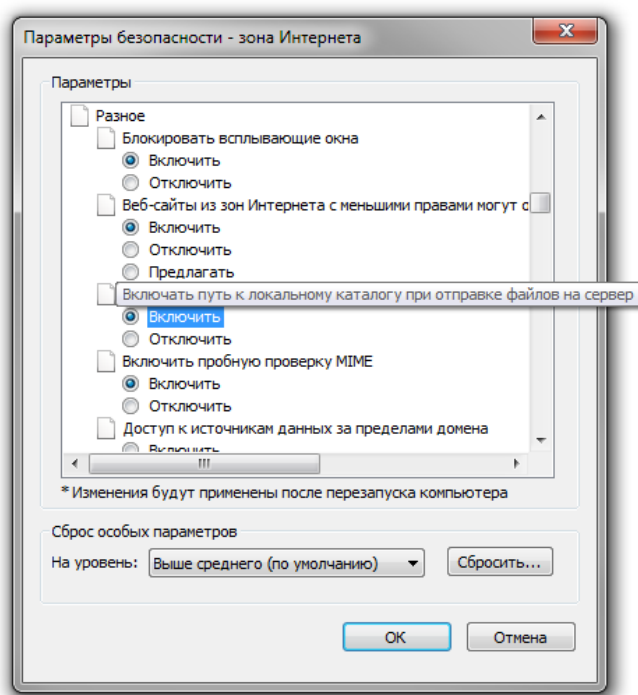 Параметры безопасности - зона Интернета
Параметры
Разное
Блокировать всплывающие окна
Включить
Отключить
Веб-сайты из зон Интернета с меньшими правами могут
Включить
Отключить
Предлагать
Включать путь к локальному каталогу при отправке файлов на сервер
Включить
Отключить
Включить пробную проверку MIME
Включить
Отключить
Доступ к источникам данных за пределами домена
Включить
* Изменения будут применены после перезапуска компьютера
Сброс особых параметров
На уровень: Выше среднего (по умолчанию) Сбросить...
ОК Отмена